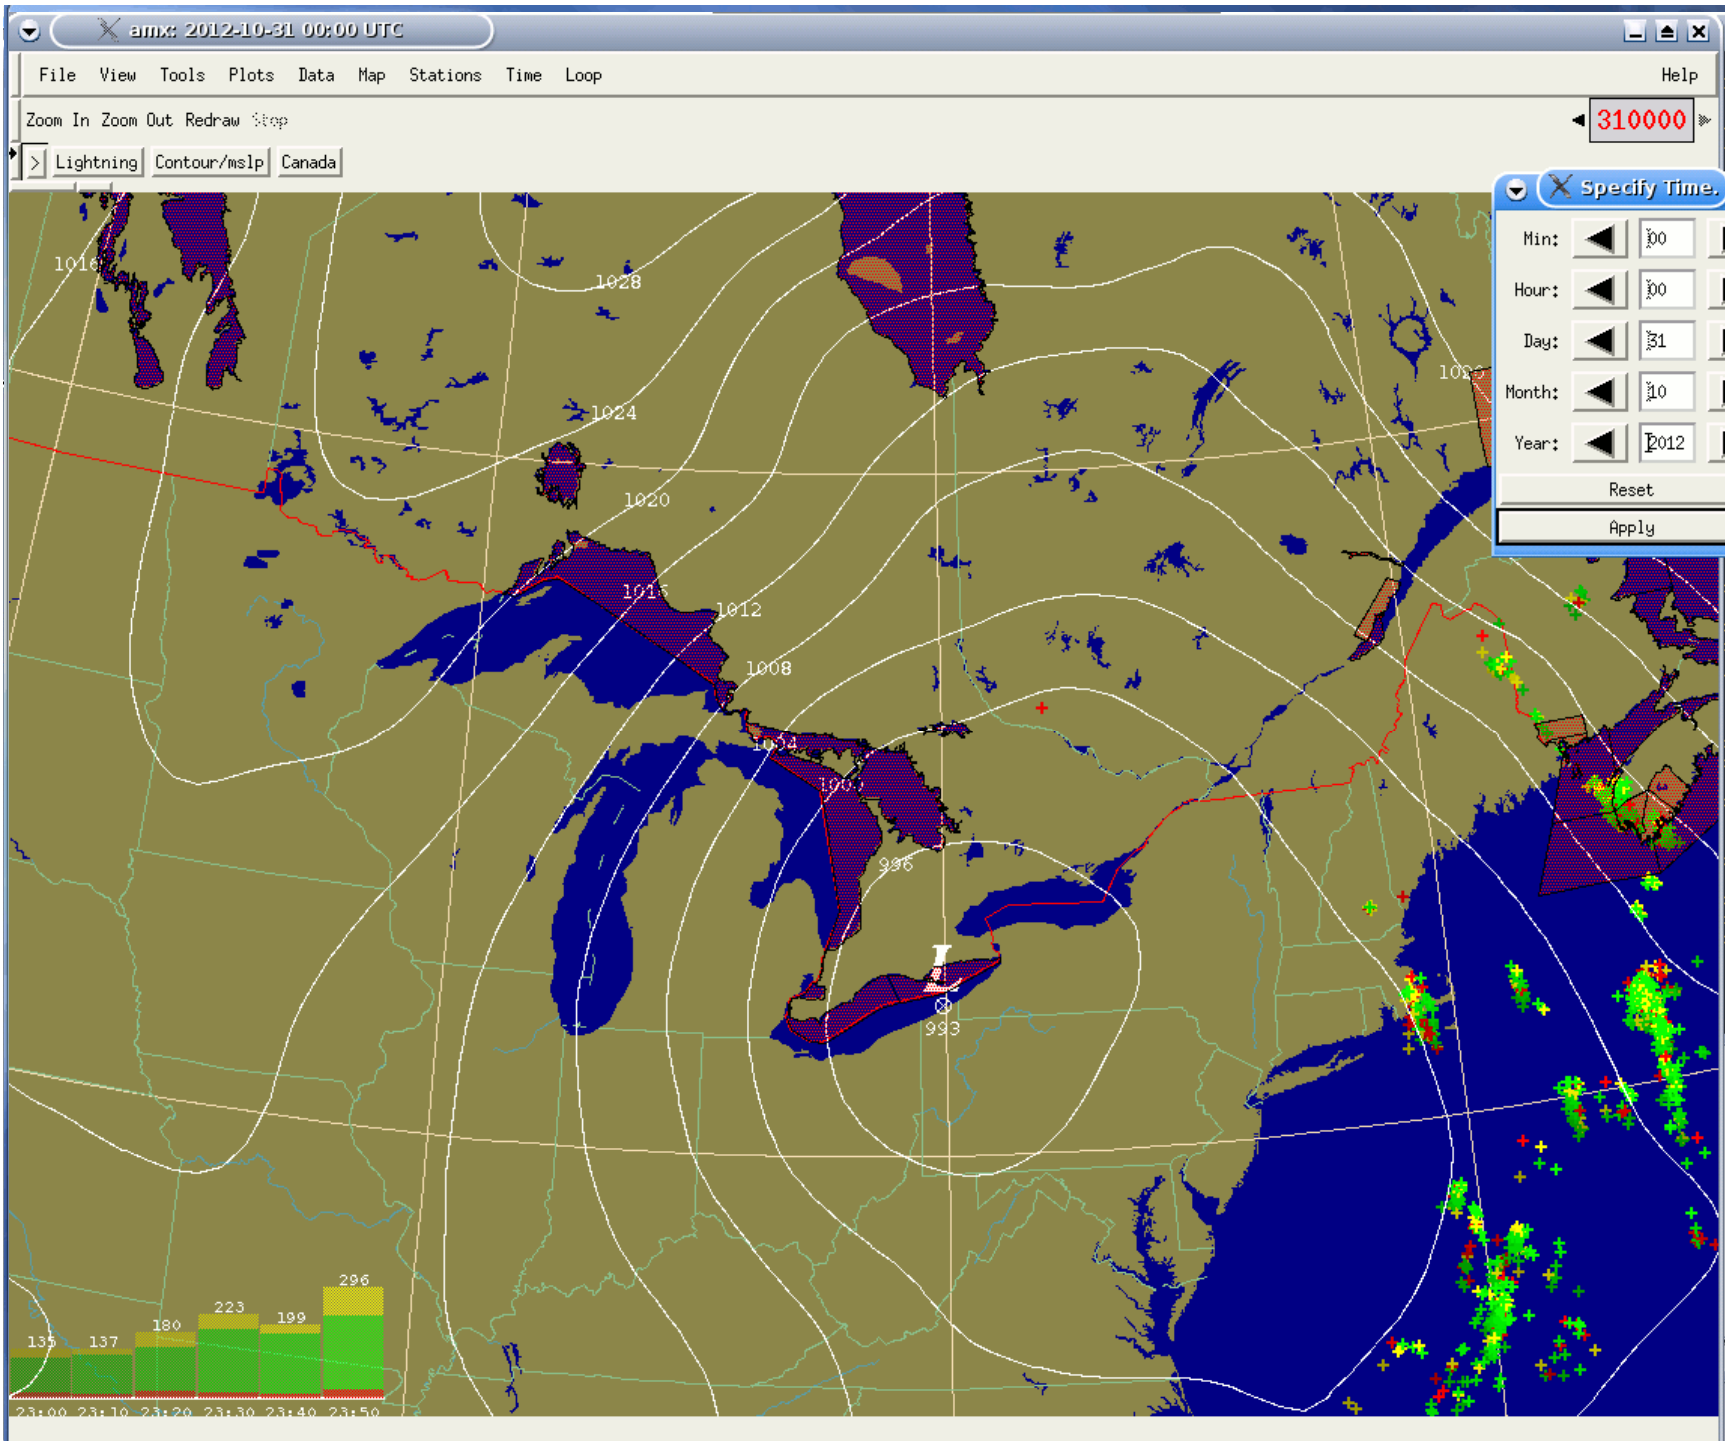 amx: 2012-10-31 00:00 UTC
File View Tools Plots Data Map Stations Time Loop Help
Zoom In Zoom Out Redraw Stop
310000
> Lightning Contour/mslp Canada
Specify Time.
Min: 00
Hour: 00
Day: 31
Month: 10
Year: 2012
Reset
Apply
1016
1028
1024
1020
1016
1012
1008
1004
996
L
993
135 137 180 223 199 296
23:00 23:10 23:20 23:30 23:40 23:50